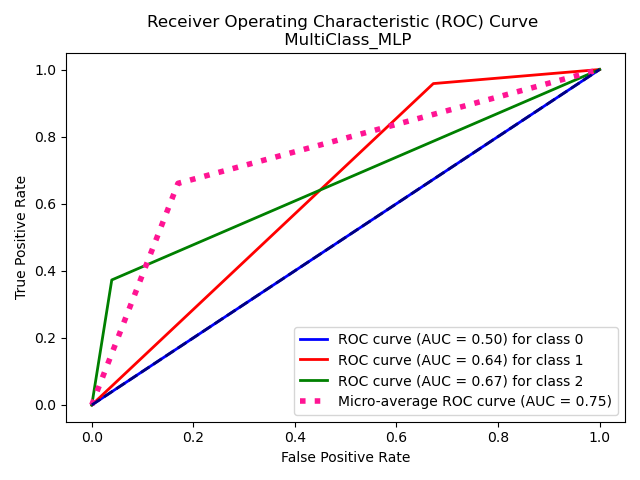 Receiver Operating Characteristic (ROC) Curve
MultiClass_MLP
True Positive Rate
1.0
0.8
0.6
0.4
0.2
0.0
ROC curve (AUC = 0.50) for class 0
ROC curve (AUC = 0.64) for class 1
ROC curve (AUC = 0.67) for class 2
Micro-average ROC curve (AUC = 0.75)
0.0 0.2 0.4 0.6 0.8 1.0
False Positive Rate